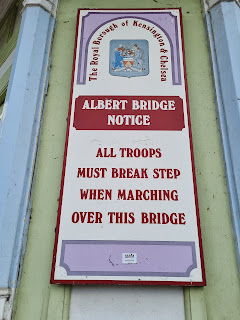 The Royal Borough of Kensington & Chelsea
ALBERT BRIDGE
NOTICE
ALL TROOPS
MUST BREAK STEP
WHEN MARCHING
OVER THIS BRIDGE